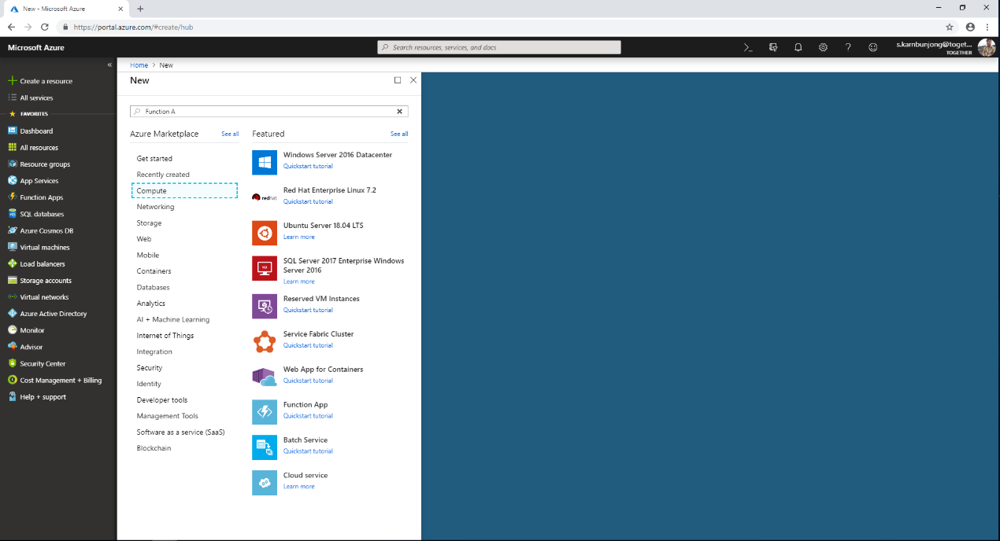 New - Microsoft Azure
https://portal.azure.com/#create/hub
Microsoft Azure
Search resources, services, and docs
s.karnbunjong@toget...
TOGETHER
Create a resource
All services
FAVORITES
Dashboard
All resources
Resource groups
App Services
Function Apps
SQL databases
Azure Cosmos DB
Virtual machines
Load balancers
Storage accounts
Virtual networks
Azure Active Directory
Monitor
Advisor
Security Center
Cost Management + Billing
Help + support
Home > New
New
Function A
Azure Marketplace See all
Get started
Recently created
Compute
Networking
Storage
Web
Mobile
Containers
Databases
Analytics
AI + Machine Learning
Internet of Things
Integration
Security
Identity
Developer tools
Management Tools
Software as a service (SaaS)
Blockchain
Featured See all
Windows Server 2016 Datacenter
Quickstart tutorial
redhat
Red Hat Enterprise Linux 7.2
Quickstart tutorial
Ubuntu Server 18.04 LTS
Learn more
SQL Server 2017 Enterprise Windows
Server 2016
Learn more
Reserved VM Instances
Quickstart tutorial
Service Fabric Cluster
Quickstart tutorial
Web App for Containers
Quickstart tutorial
Function App
Quickstart tutorial
Batch Service
Quickstart tutorial
Cloud service
Learn more